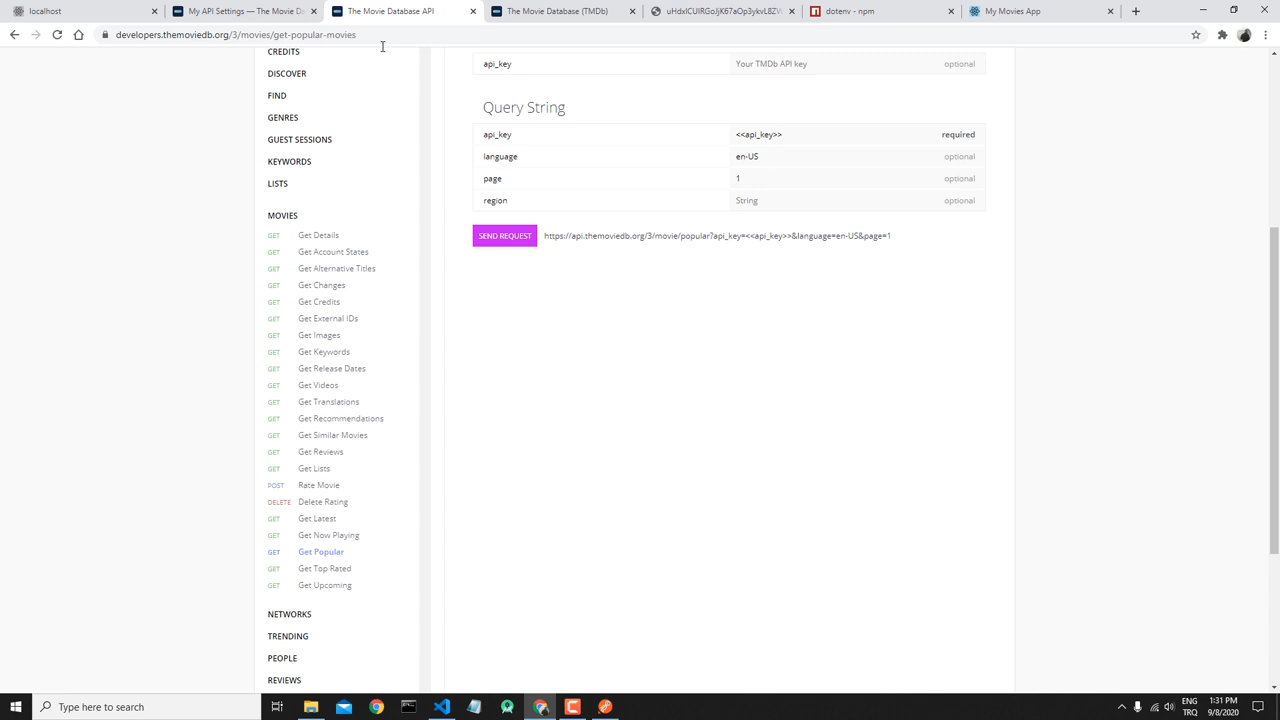 localhost
My API Settings — The Movie Da
The Movie Database API
The Movie Database (TMDb)
uHdxICUIRGoJjK67aOp3yk2vGn.jp
dotenv - npm
My Movies App
developers.themoviedb.org/3/movies/get-popular-movies
CREDITS
DISCOVER
FIND
GENRES
GUEST SESSIONS
KEYWORDS
LISTS
MOVIES
GET Get Details
GET Get Account States
GET Get Alternative Titles
GET Get Changes
GET Get Credits
GET Get External IDs
GET Get Images
GET Get Keywords
GET Get Release Dates
GET Get Videos
GET Get Translations
GET Get Recommendations
GET Get Similar Movies
GET Get Reviews
GET Get Lists
POST Rate Movie
DELETE Delete Rating
GET Get Latest
GET Get Now Playing
GET Get Popular
GET Get Top Rated
GET Get Upcoming
NETWORKS
TRENDING
PEOPLE
REVIEWS
api_key Your TMDb API key optional
Query String
api_key <<api_key>> required
language en-US optional
page 1 optional
region String optional
SEND REQUEST https://api.themoviedb.org/3/movie/popular?api_key=<<api_key>>&language=en-US&page=1
Type here to search
ENG
TR
1:31 PM
9/8/2020